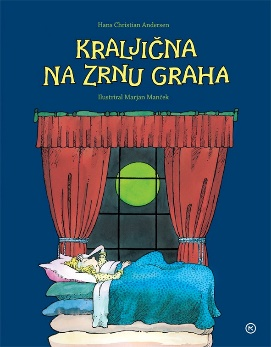 Hans Christian Andersen
KRALJIČNA
NA ZRNU GRAHA
Ilustriral Marjan Manček